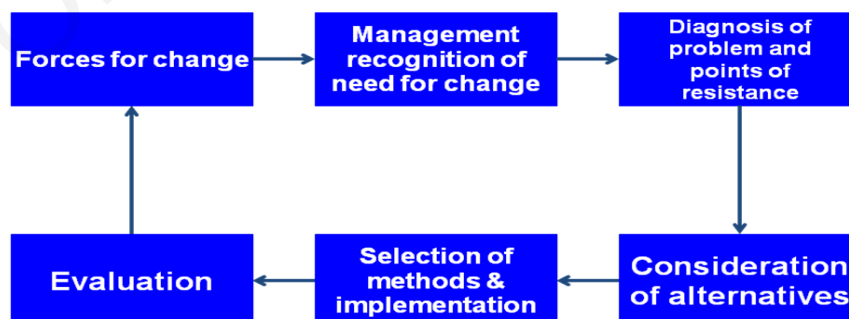 Forces for change
Management
recognition of
need for change
Diagnosis of
problem and
points of
resistance
Evaluation
Selection of
methods &
implementation
Consideration
of alternatives